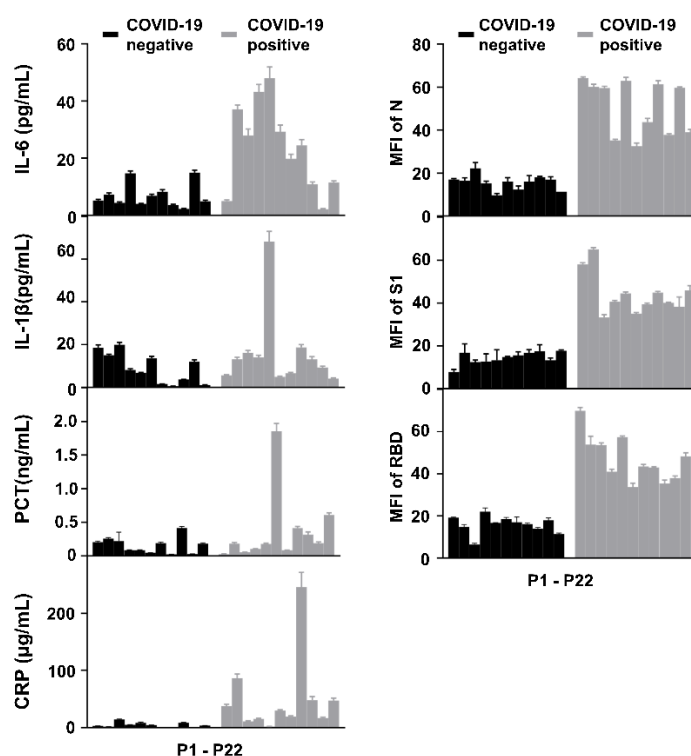 COVID-19 negative
COVID-19 positive
IL-6 (pg/mL)
60
40
20
0
IL-1β(pg/mL)
60
40
20
0
PCT(ng/mL)
2.0
1.5
1.0
0.5
0
CRP (μg/mL)
200
100
0
P1 - P22
COVID-19 negative
COVID-19 positive
MFI of N
80
60
40
20
0
MFI of S1
60
40
20
0
MFI of RBD
60
40
20
0
P1 - P22